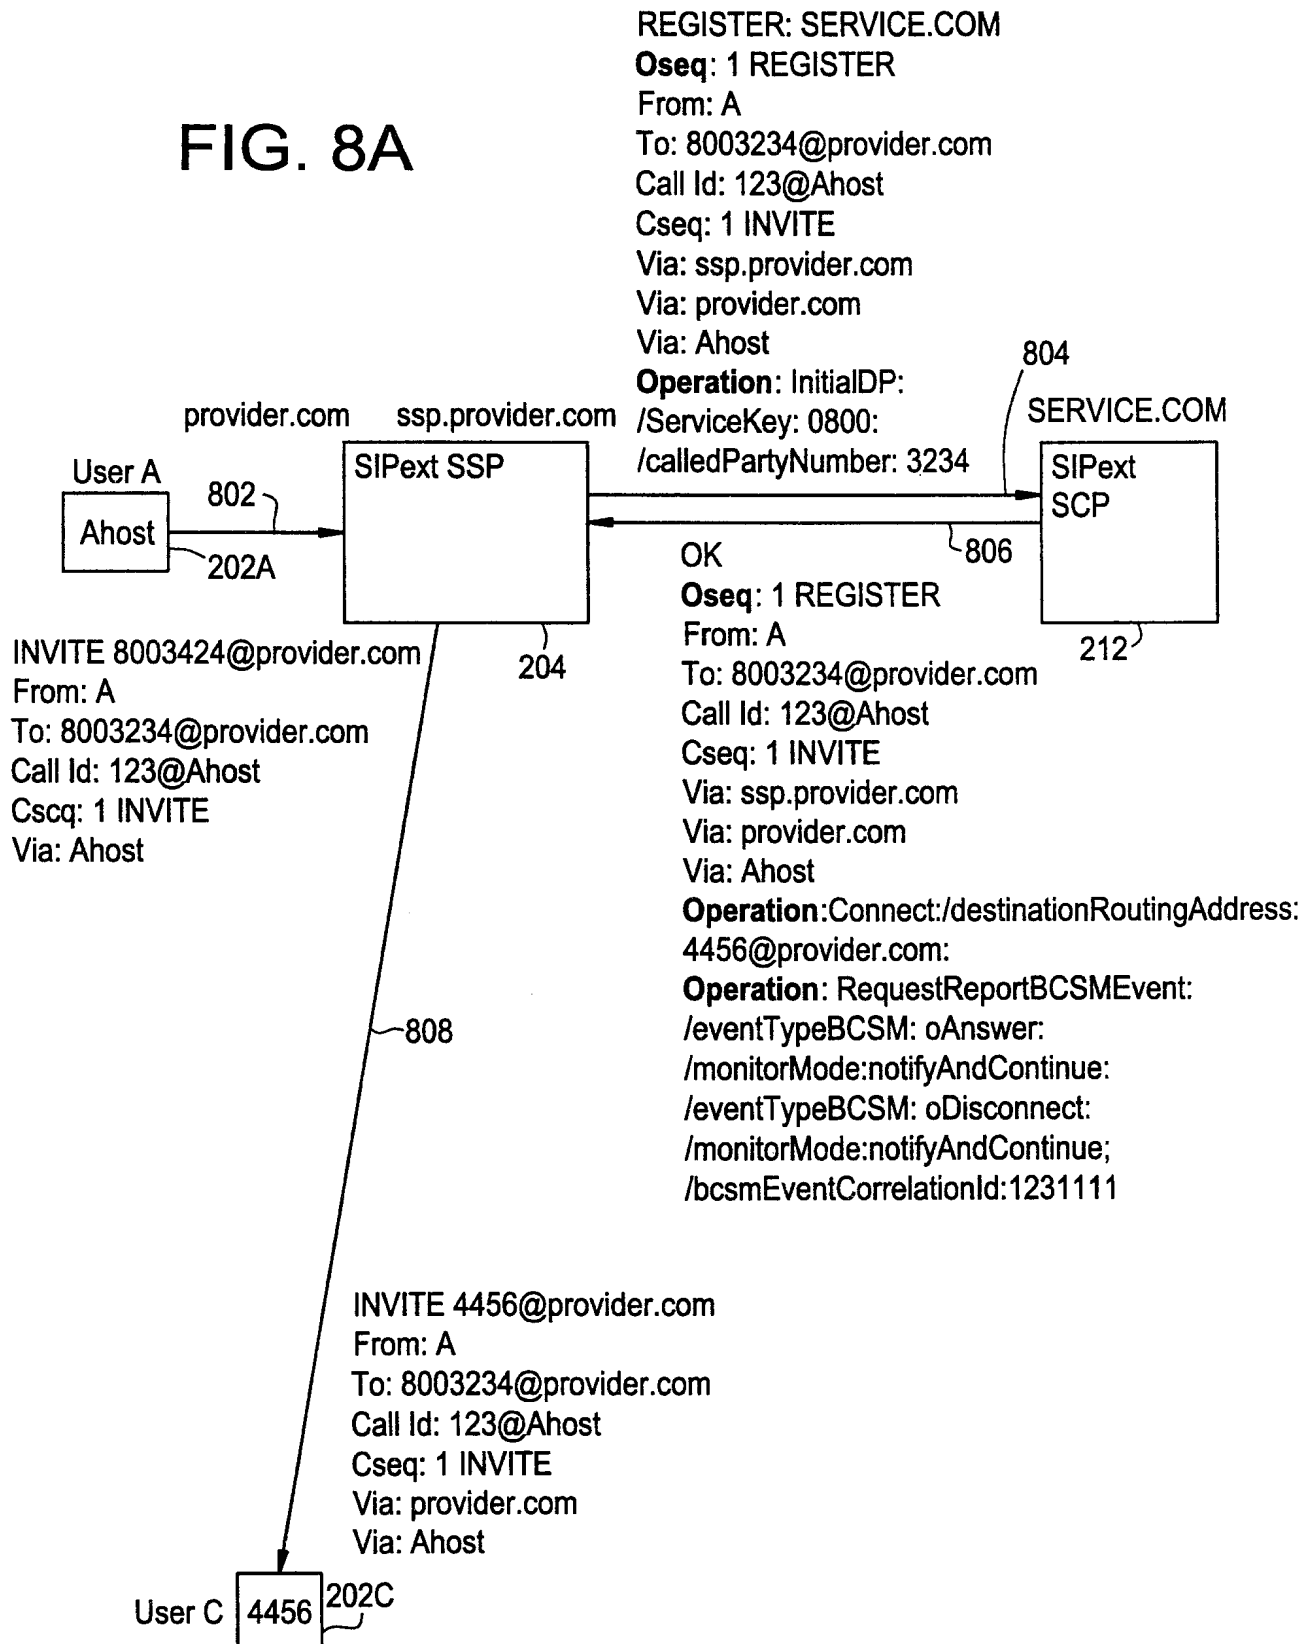 FIG. 8A
REGISTER: SERVICE.COM
Oseq: 1 REGISTER
From: A
To: 8003234@provider.com
Call Id: 123@Ahost
Cseq: 1 INVITE
Via: ssp.provider.com
Via: provider.com
Via: Ahost
Operation: InitialDP:
/ServiceKey: 0800:
/calledPartyNumber: 3234
804
SERVICE.COM
SIPext
SCP
212
provider.com
ssp.provider.com
SIPext SSP
204
User A
Ahost
202A
802
806
INVITE 8003424@provider.com
From: A
To: 8003234@provider.com
Call Id: 123@Ahost
Cscq: 1 INVITE
Via: Ahost
OK
Oseq: 1 REGISTER
From: A
To: 8003234@provider.com
Call Id: 123@Ahost
Cseq: 1 INVITE
Via: ssp.provider.com
Via: provider.com
Via: Ahost
Operation:Connect:/destinationRoutingAddress:
4456@provider.com:
Operation: RequestReportBCSMEvent:
/eventTypeBCSM: oAnswer:
/monitorMode:notifyAndContinue:
/eventTypeBCSM: oDisconnect:
/monitorMode:notifyAndContinue;
/bcsmEventCorrelationId:1231111
808
INVITE 4456@provider.com
From: A
To: 8003234@provider.com
Call Id: 123@Ahost
Cseq: 1 INVITE
Via: provider.com
Via: Ahost
User C
4456
202C